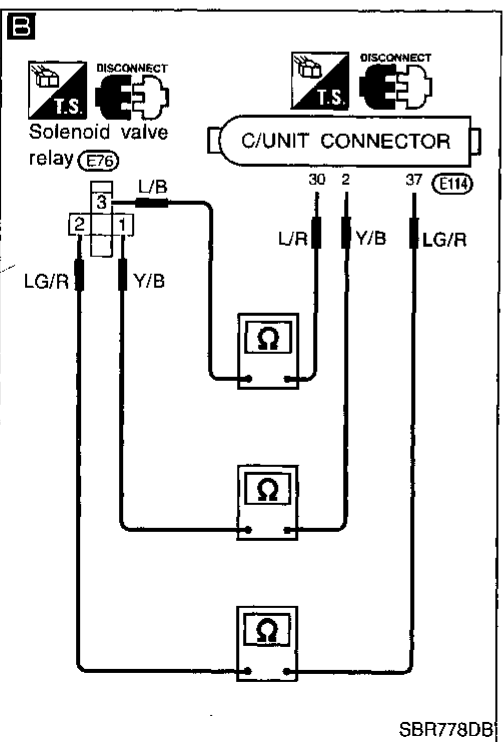 B
DISCONNECT
T.S.
DISCONNECT
T.S.
Solenoid valve
relay E76
C/UNIT CONNECTOR
30 2 37 E114
L/B
3
2 1
L/R Y/B LG/R
LG/R Y/B
Ω
Ω
Ω
SBR778DB